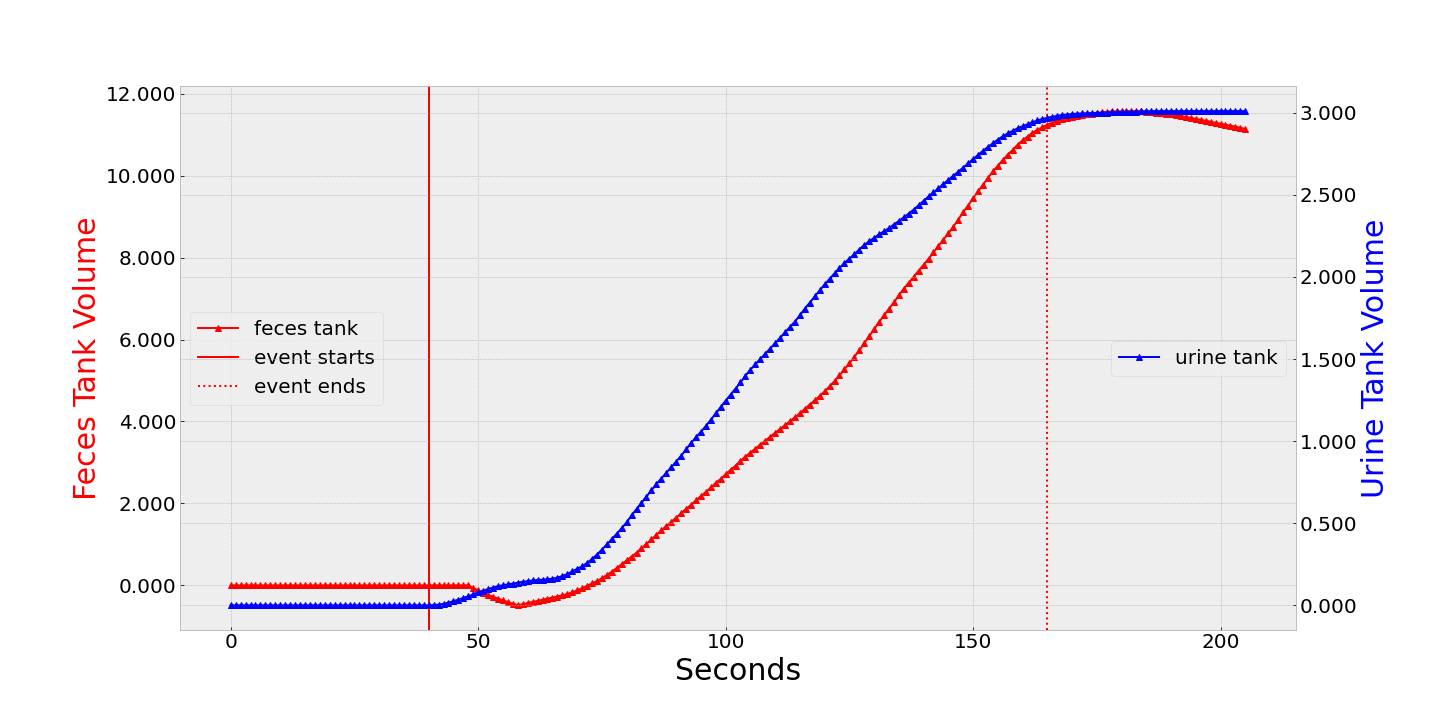 Feces Tank Volume
12.000
10.000
8.000
6.000
4.000
2.000
0.000
feces tank
event starts
event ends
urine tank
3.000
2.500
2.000
1.500
1.000
0.500
0.000
Urine Tank Volume
0 50 100 150 200
Seconds